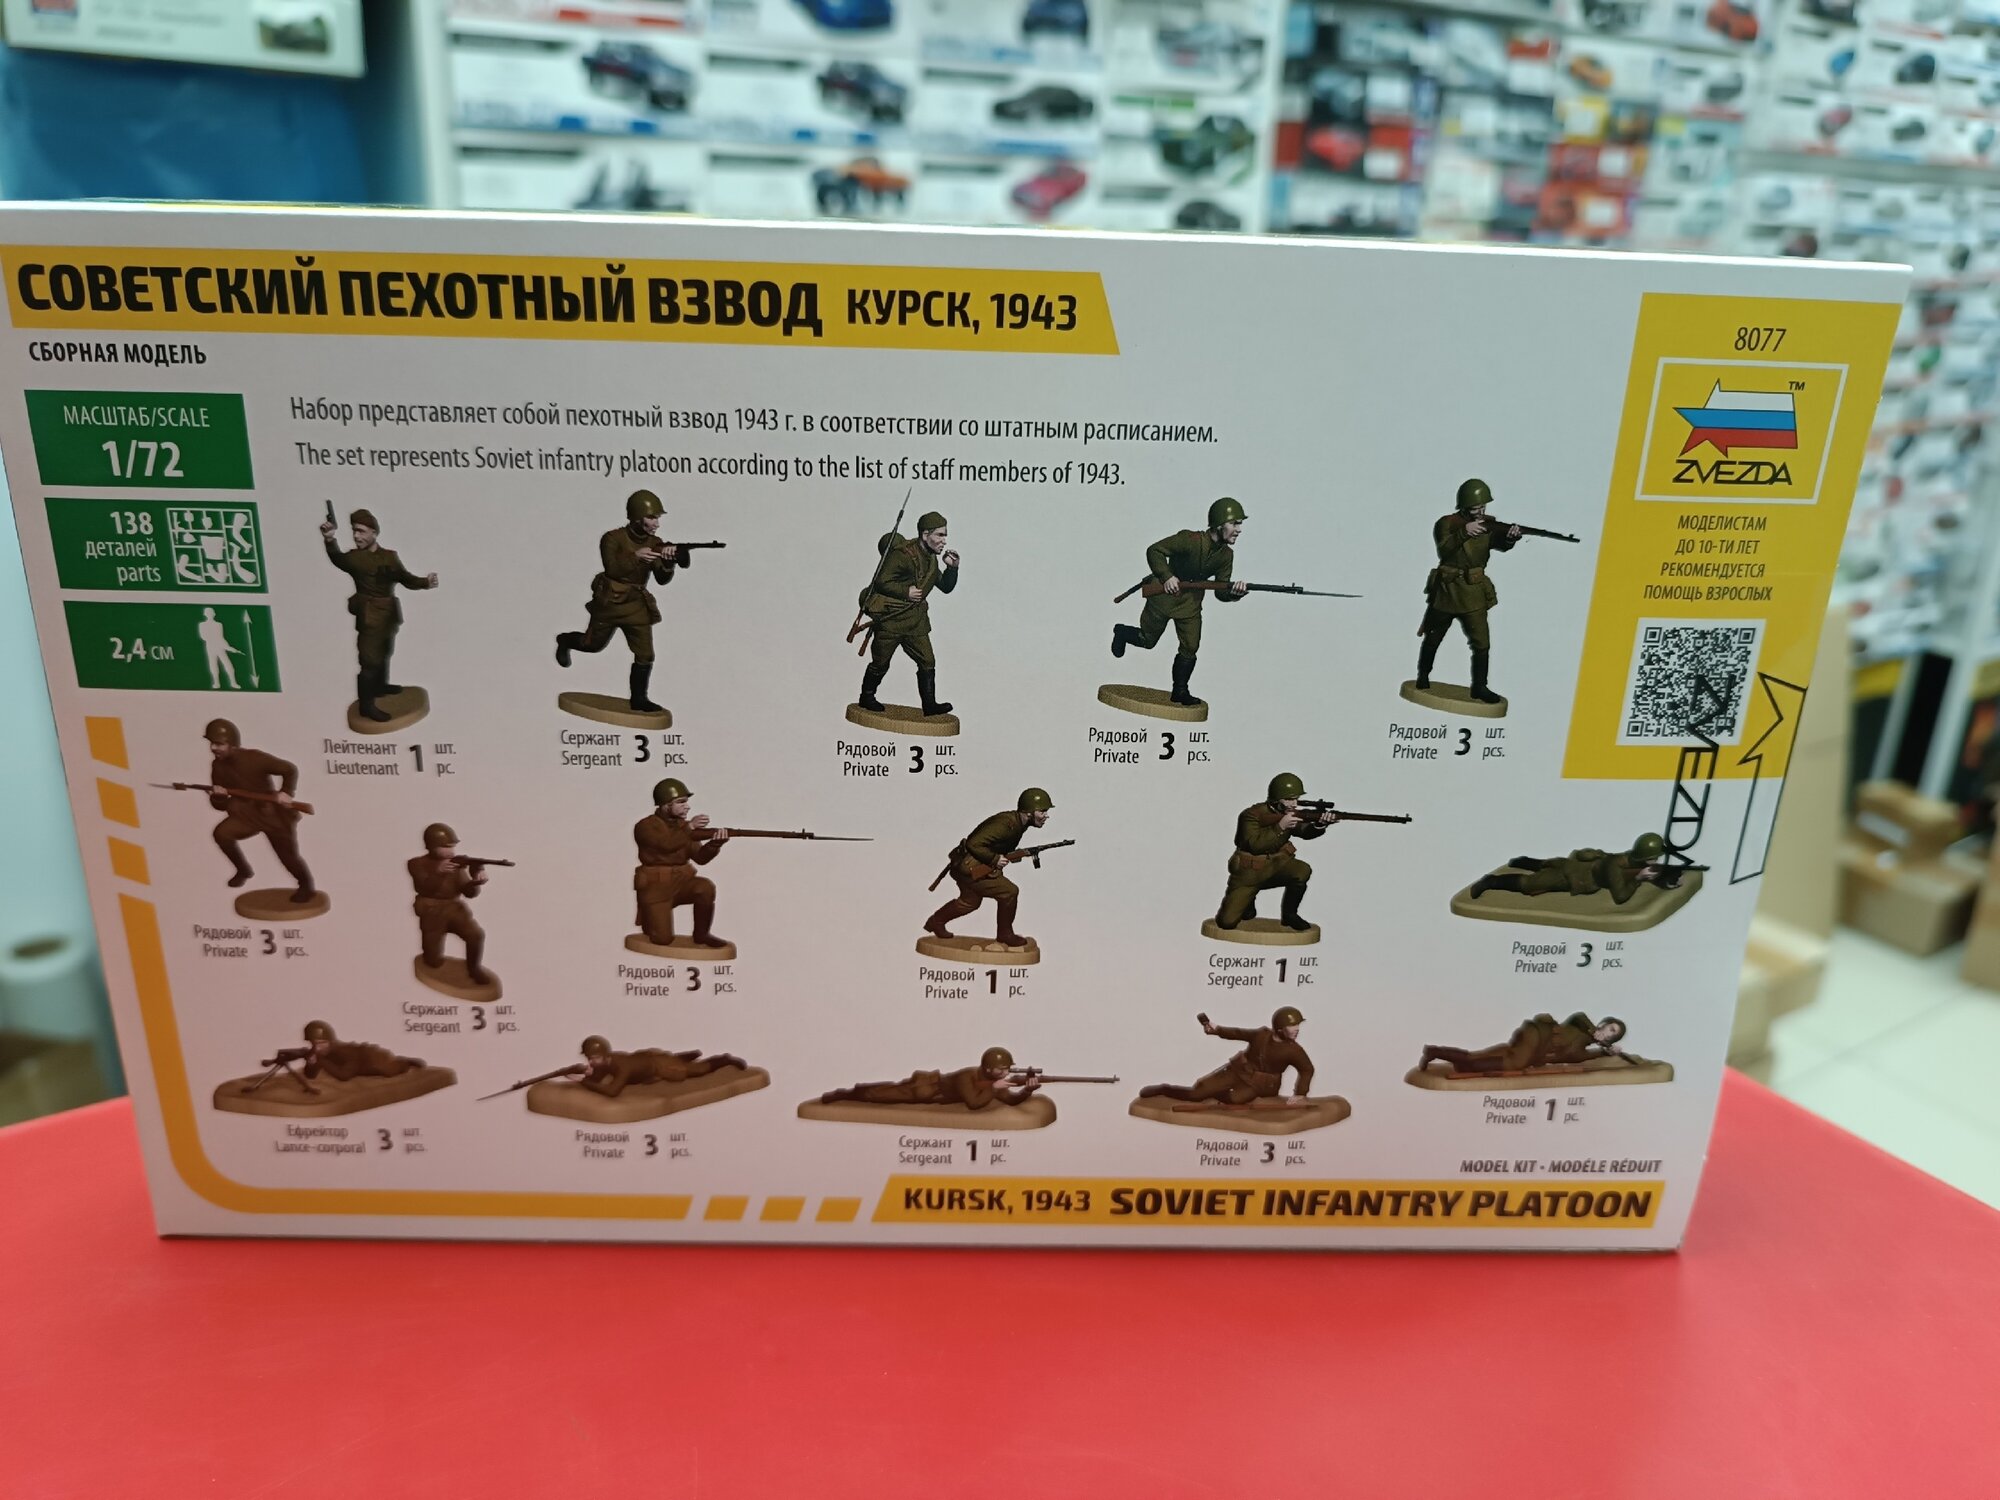 СОВЕТСКИЙ ПЕХОТНЫЙ ВЗВОД КУРСК, 1943
СБОРНАЯ МОДЕЛЬ
МАСШТАБ/SCALE
1/72
138
деталей
parts
2,4 см
Набор представляет собой пехотный взвод 1943 г. в соответствии со штатным расписанием.
The set represents Soviet infantry platoon according to the list of staff members of 1943.
8077
TM
ZVEZDA
МОДЕЛИСТАМ
ДО 10-ТИ ЛЕТ
РЕКОМЕНДУЕТСЯ
ПОМОЩЬ ВЗРОСЛЫХ
ZVEZDA
Лейтенант 1 шт.
Lieutenant pc.
Сержант 3 шт.
Sergeant pcs.
Рядовой 3 шт.
Private pcs.
Рядовой 3 шт.
Private pcs.
Рядовой 3 шт.
Private pcs.
Рядовой 3 шт.
Private pcs.
Сержант 3 шт.
Sergeant pcs.
Рядовой 3 шт.
Private pcs.
Рядовой 1 шт.
Private pc.
Сержант 1 шт.
Sergeant pc.
Рядовой 3 шт.
Private pcs.
Ефрейтор 3 шт.
Lance-corporal pcs.
Рядовой 3 шт.
Private pcs.
Сержант 1 шт.
Sergeant pc.
Рядовой 3 шт.
Private pcs.
Рядовой 1 шт.
Private pc.
MODEL KIT • MODÉLE RÉDUIT
KURSK, 1943 SOVIET INFANTRY PLATOON